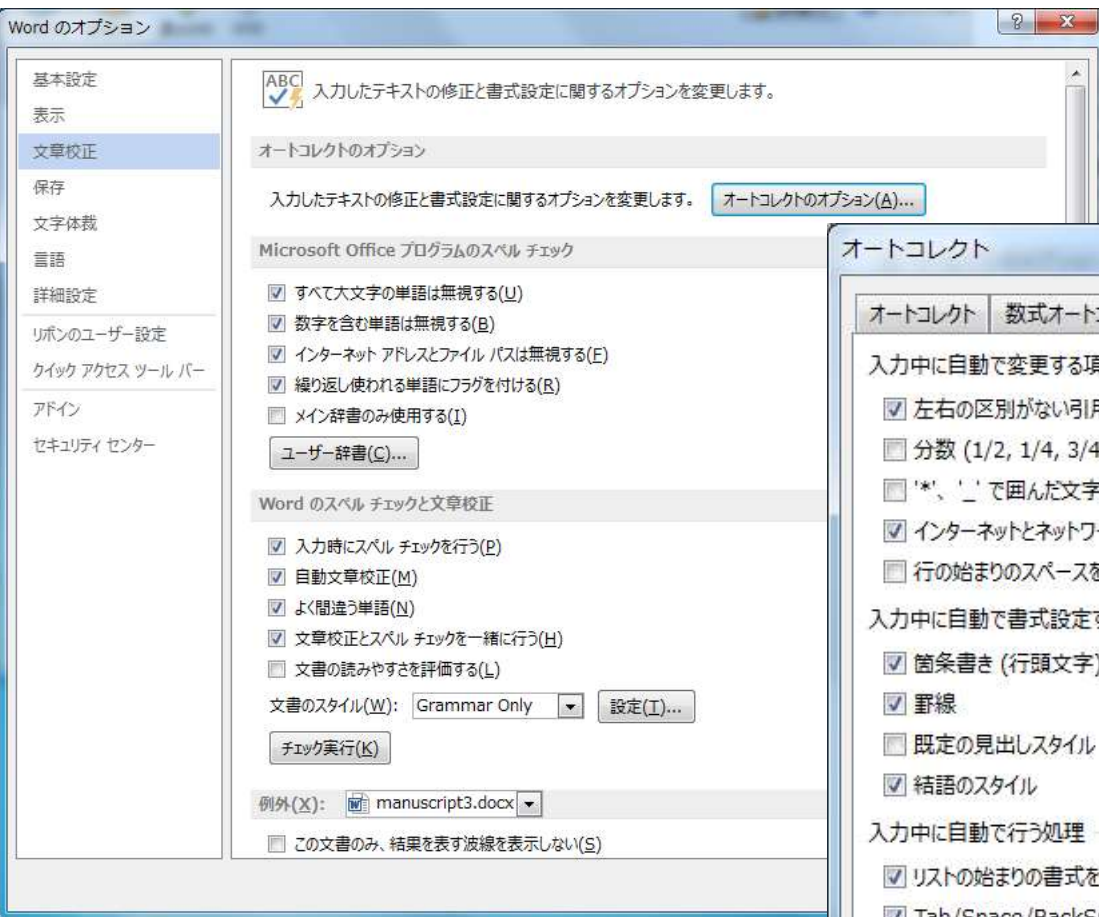 Word のオプション
基本設定
表示
文章校正
保存
文字体裁
言語
詳細設定
リボンのユーザー設定
クイック アクセス ツール バー
アドイン
セキュリティ センター
ABC
入力したテキストの修正と書式設定に関するオプションを変更します。
オートコレクトのオプション
入力したテキストの修正と書式設定に関するオプションを変更します。 オートコレクトのオプション(A)...
Microsoft Office プログラムのスペル チェック
すべて大文字の単語は無視する(U)
数字を含む単語は無視する(B)
インターネット アドレスとファイル パスは無視する(F)
繰り返し使われる単語にフラグを付ける(R)
メイン辞書のみ使用する(I)
ユーザー辞書(C)...
Word のスペル チェックと文章校正
入力時にスペル チェックを行う(P)
自動文章校正(M)
よく間違う単語(N)
文章校正とスペル チェックを一緒に行う(H)
文書の読みやすさを評価する(L)
文書のスタイル(W): Grammar Only 設定(T)...
チェック実行(K)
例外(X): manuscript3.docx
この文書のみ、結果を表す波線を表示しない(S)
オートコレクト
オートコレクト 数式オート
入力中に自動で変更する項
左右の区別がない引用
分数 (1/2, 1/4, 3/4
'*'、'_' で囲んだ文字
インターネットとネットワー
行の始まりのスペースを
入力中に自動で書式設定す
箇条書き (行頭文字)
罫線
既定の見出しスタイル
結語のスタイル
入力中に自動で行う処理
リストの始まりの書式を
Tab/Space/BackS